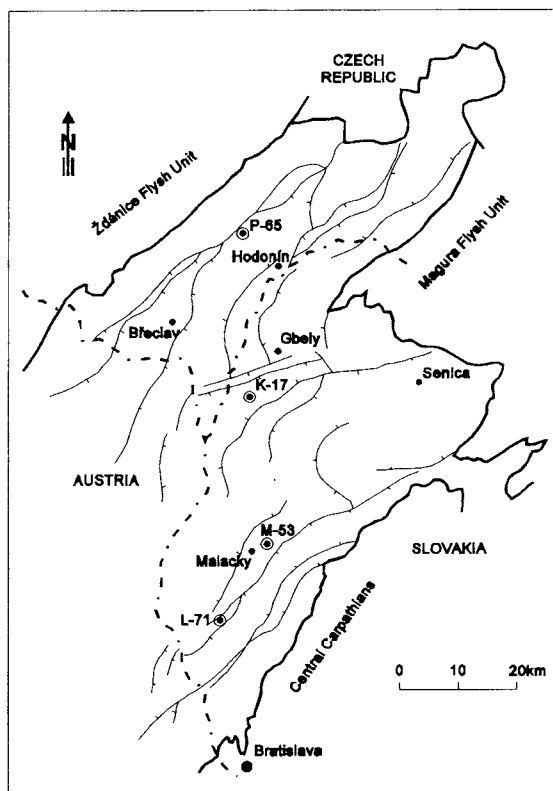 CZECH
REPUBLIC
N
Ždánice Flysh Unit
P-65
Hodonín
Magura Flysh Unit
Břeclav
Gbely
Senica
K-17
AUSTRIA
M-53
Malacky
SLOVAKIA
L-71
Central Carpathians
0 10 20km
Bratislava